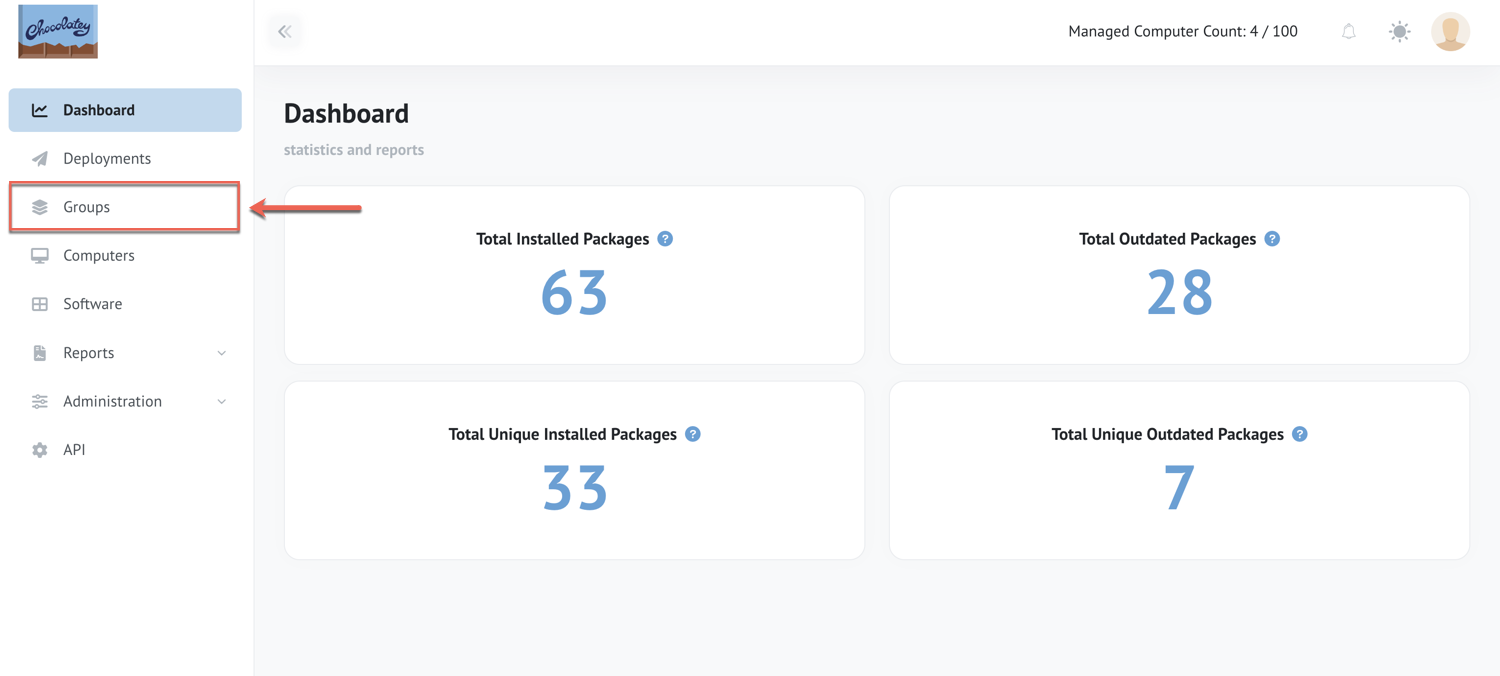 Chocolatey
Managed Computer Count: 4 / 100
Dashboard
Deployments
Groups
Computers
Software
Reports
Administration
API
Dashboard
statistics and reports
Total Installed Packages ?
63
Total Outdated Packages ?
28
Total Unique Installed Packages ?
33
Total Unique Outdated Packages ?
7